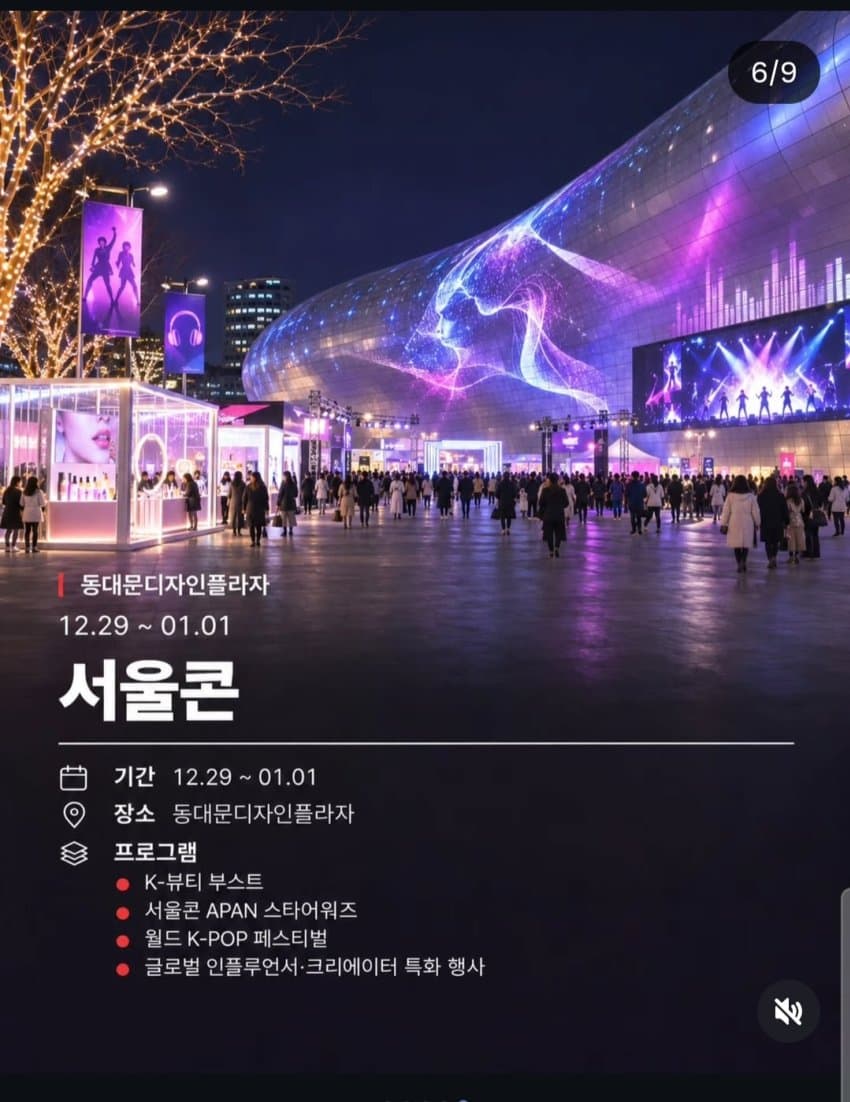 6/9
동대문디자인플라자
12.29 ~ 01.01
서울콘
기간 12.29 ~ 01.01
장소 동대문디자인플라자
프로그램
K-뷰티 부스트
서울콘 APAN 스타어워즈
월드 K-POP 페스티벌
글로벌 인플루언서·크리에이터 특화 행사